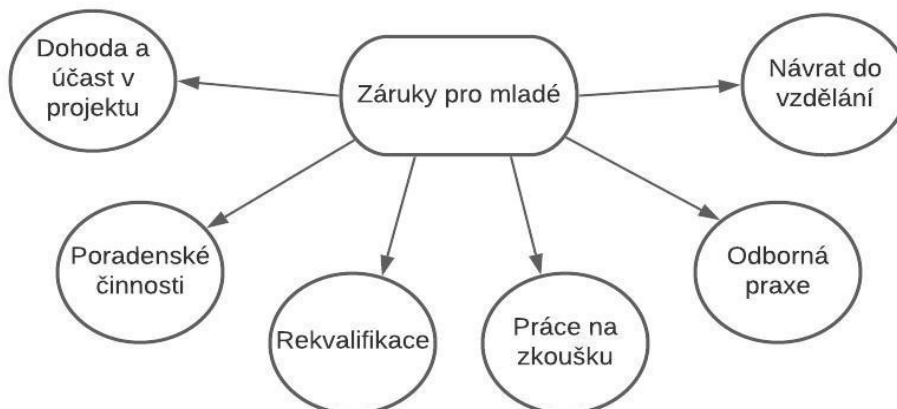 Dohoda a
účast v
projektu
Záruky pro mladé
Návrat do
vzdělání
Poradenské
činnosti
Rekvalifikace
Práce na
zkoušku
Odborná
praxe